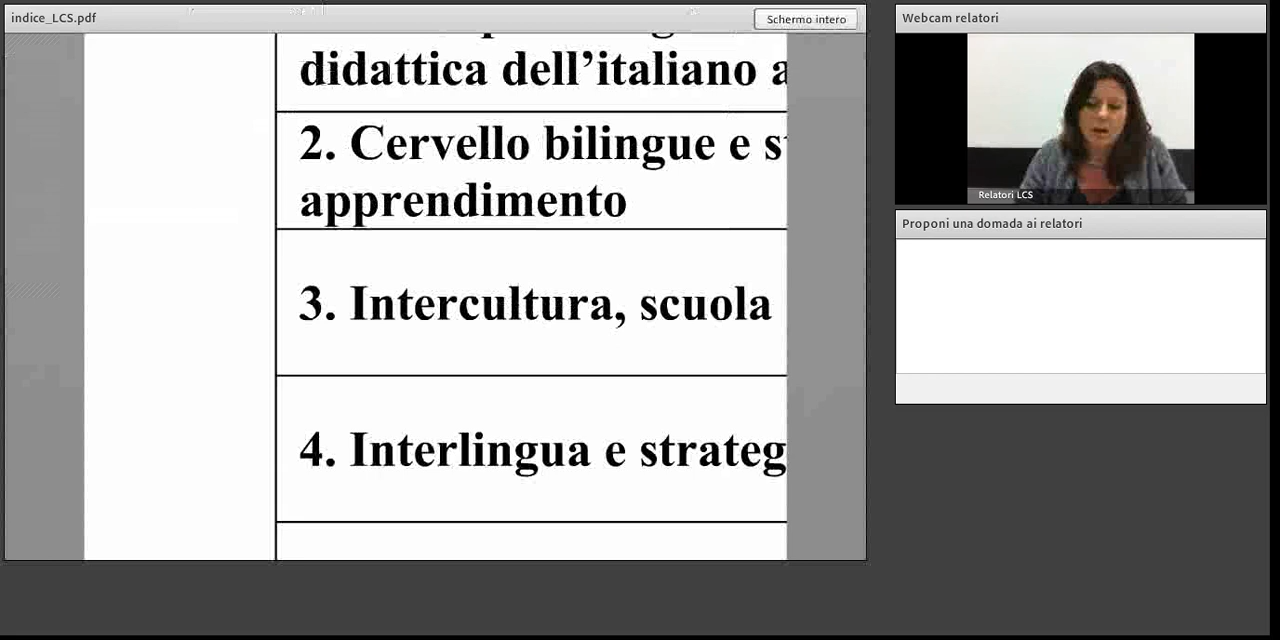 indice_LCS.pdf
Schermo intero
didattica dell’italiano a
2. Cervello bilingue e
apprendimento
3. Intercultura, scuola
4. Interlingua e strateg
Webcam relatori
Relatori LCS
Proponi una domada ai relatori